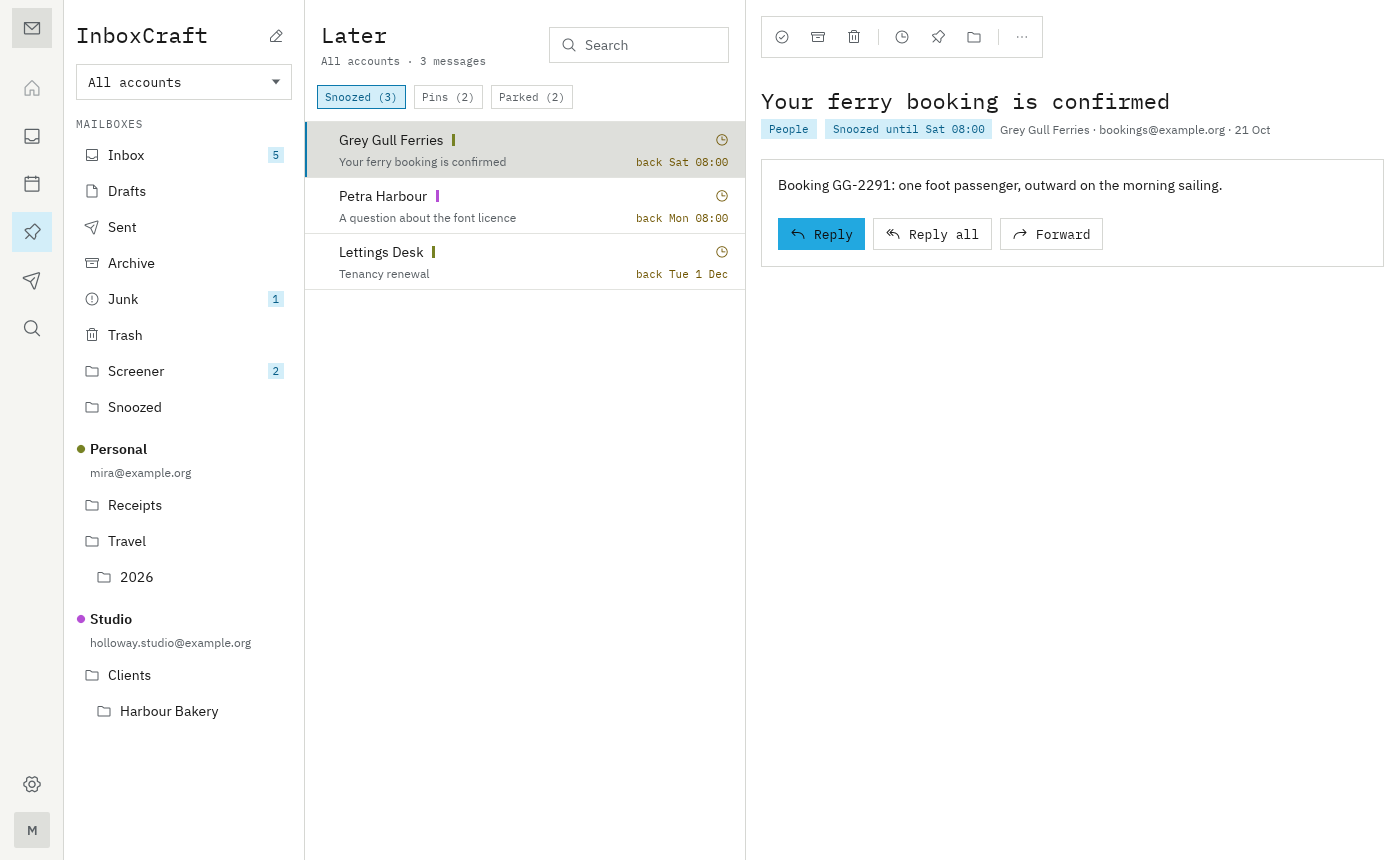 InboxCraft
All accounts
MAILBOXES
Inbox 5
Drafts
Sent
Archive
Junk 1
Trash
Screener 2
Snoozed
Personal
mira@example.org
Receipts
Travel
2026
Studio
holloway.studio@example.org
Clients
Harbour Bakery
M
Later
All accounts · 3 messages
Search
Snoozed (3) Pins (2) Parked (2)
Grey Gull Ferries
Your ferry booking is confirmed back Sat 08:00
Petra Harbour
A question about the font licence back Mon 08:00
Lettings Desk
Tenancy renewal back Tue 1 Dec
Your ferry booking is confirmed
People Snoozed until Sat 08:00 Grey Gull Ferries · bookings@example.org · 21 Oct
Booking GG-2291: one foot passenger, outward on the morning sailing.
Reply Reply all Forward